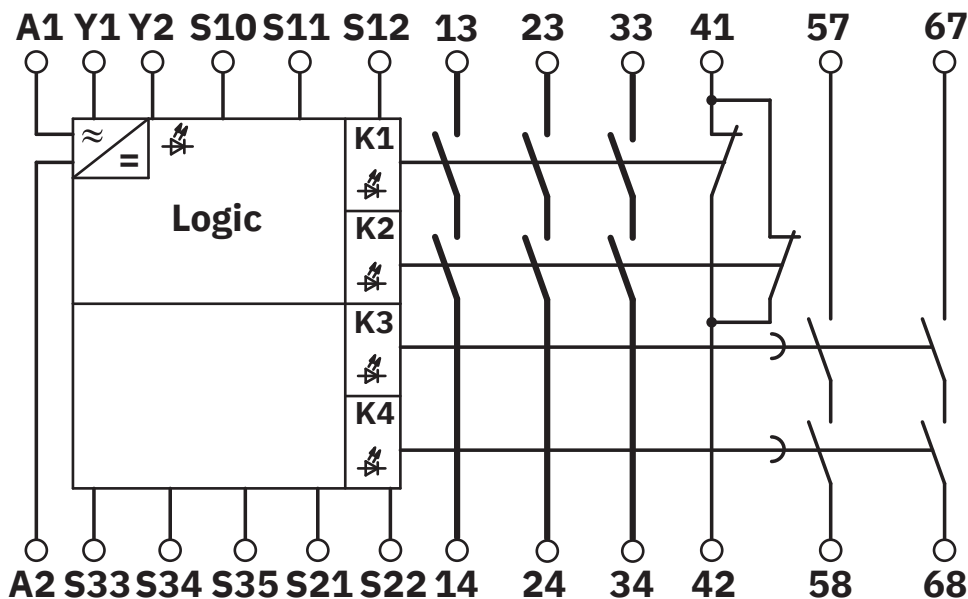 A1 Y1 Y2 S10 S11 S12 13 23 33 41 57 67
≈
=
K1
Logic
K2
K3
K4
A2 S33 S34 S35 S21 S22 14 24 34 42 58 68